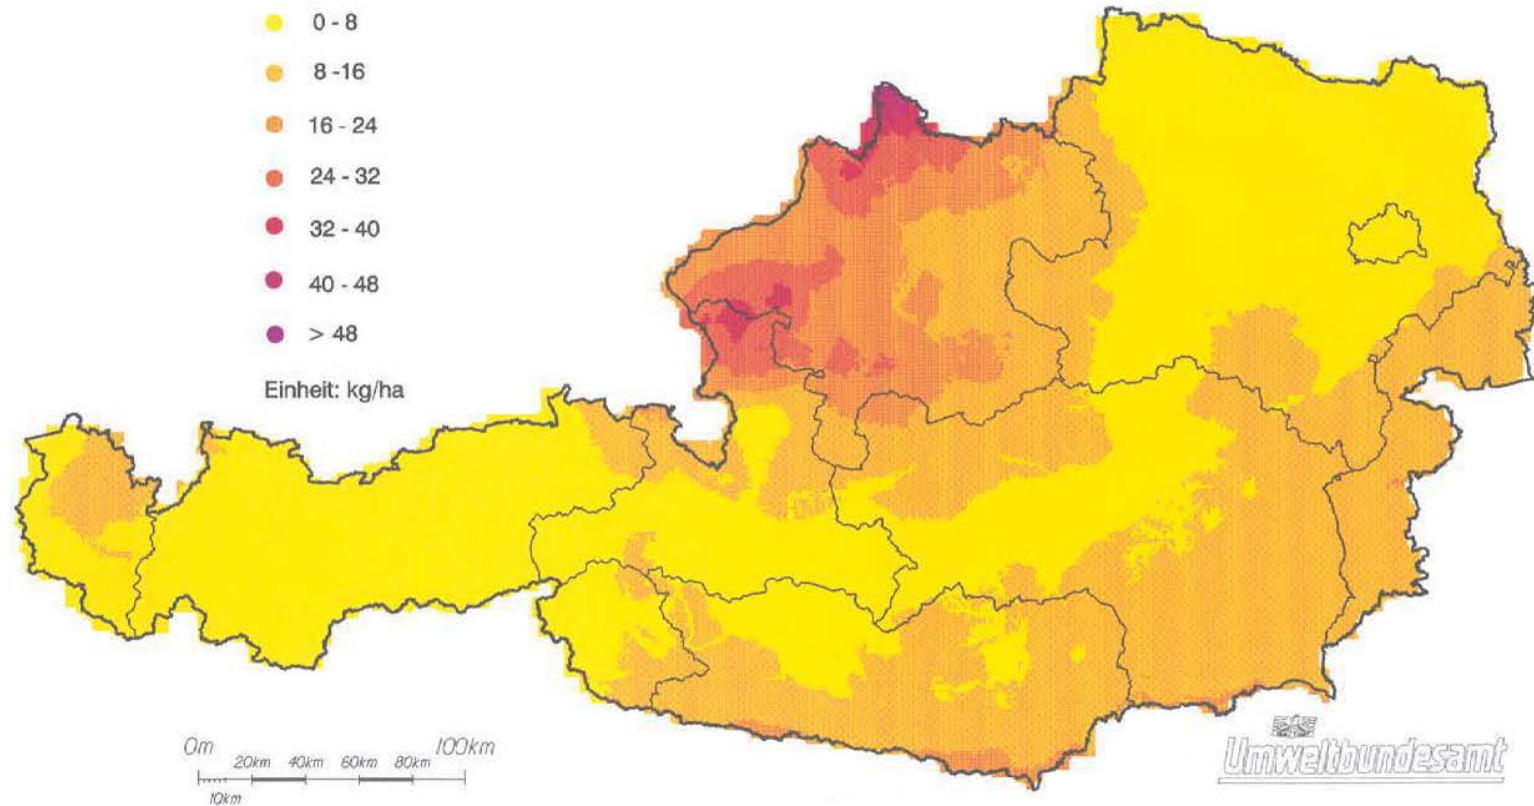 0 - 8
8 -16
16 - 24
24 - 32
32 - 40
40 - 48
> 48
Einheit: kg/ha
0m 100km
20km 40km 60km 80km
10km
Umweltbundesamt